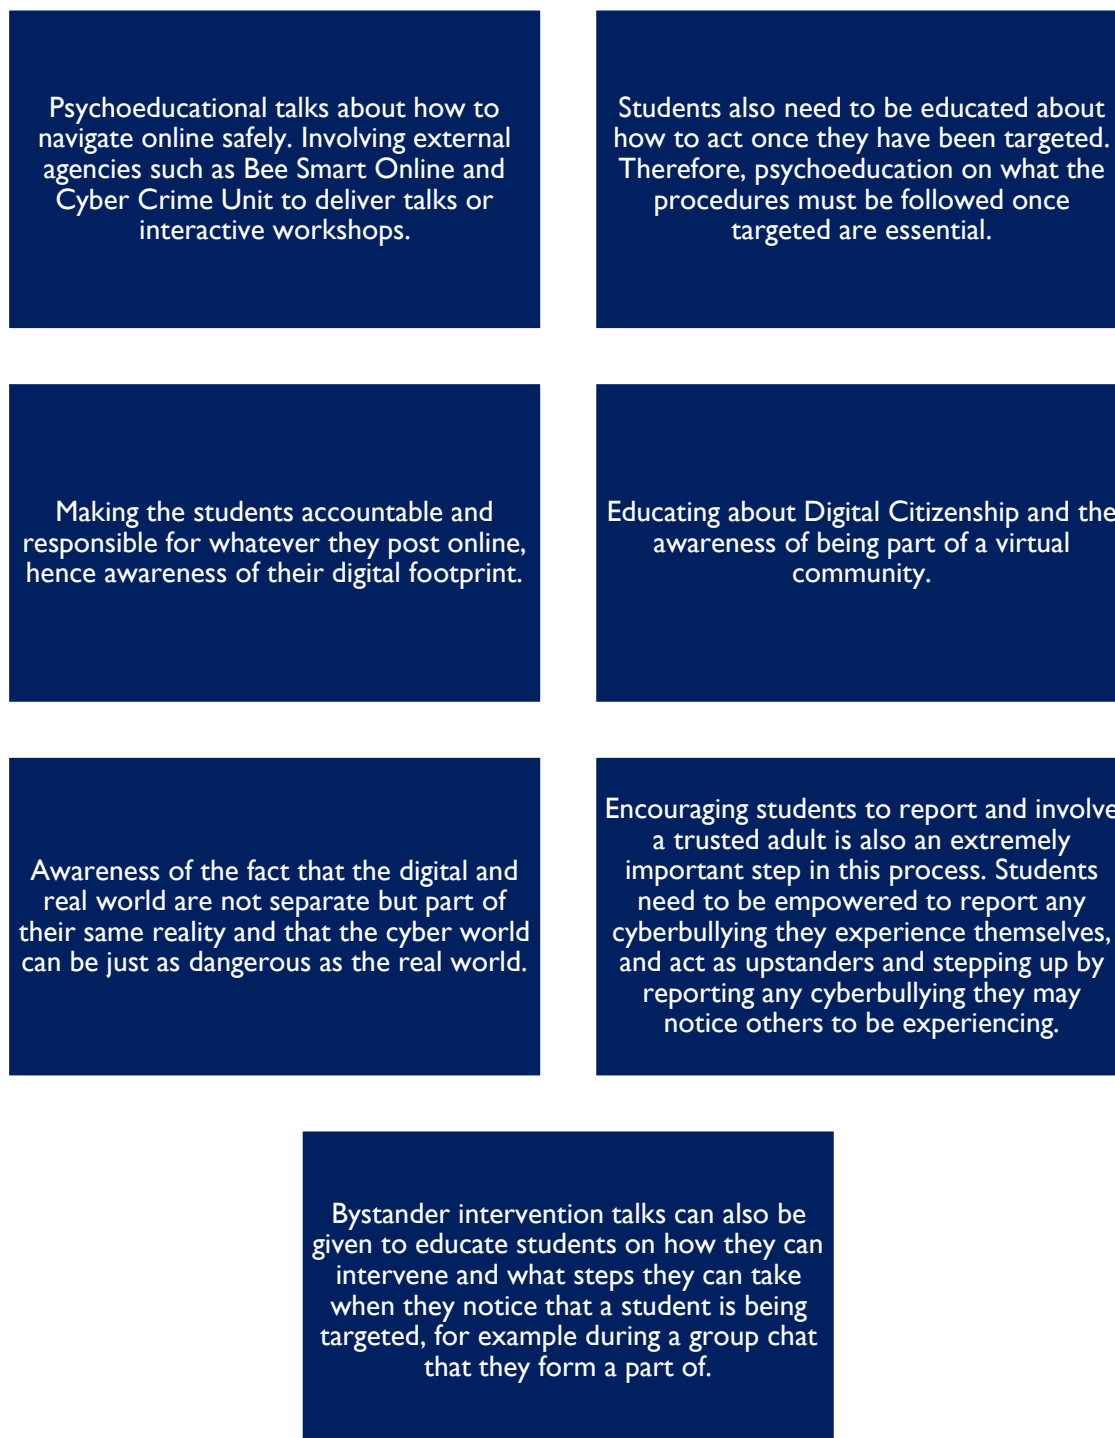 Psychoeducational talks about how to
navigate online safely. Involving external
agencies such as Bee Smart Online and
Cyber Crime Unit to deliver talks or
interactive workshops.
Students also need to be educated about
how to act once they have been targeted.
Therefore, psychoeducation on what the
procedures must be followed once
targeted are essential.
Making the students accountable and
responsible for whatever they post online,
hence awareness of their digital footprint.
Educating about Digital Citizenship and the
awareness of being part of a virtual
community.
Awareness of the fact that the digital and
real world are not separate but part of
their same reality and that the cyber world
can be just as dangerous as the real world.
Encouraging students to report and involve
a trusted adult is also an extremely
important step in this process. Students
need to be empowered to report any
cyberbullying they experience themselves,
and act as upstanders and stepping up by
reporting any cyberbullying they may
notice others to be experiencing.
Bystander intervention talks can also be
given to educate students on how they can
intervene and what steps they can take
when they notice that a student is being
targeted, for example during a group chat
that they form a part of.